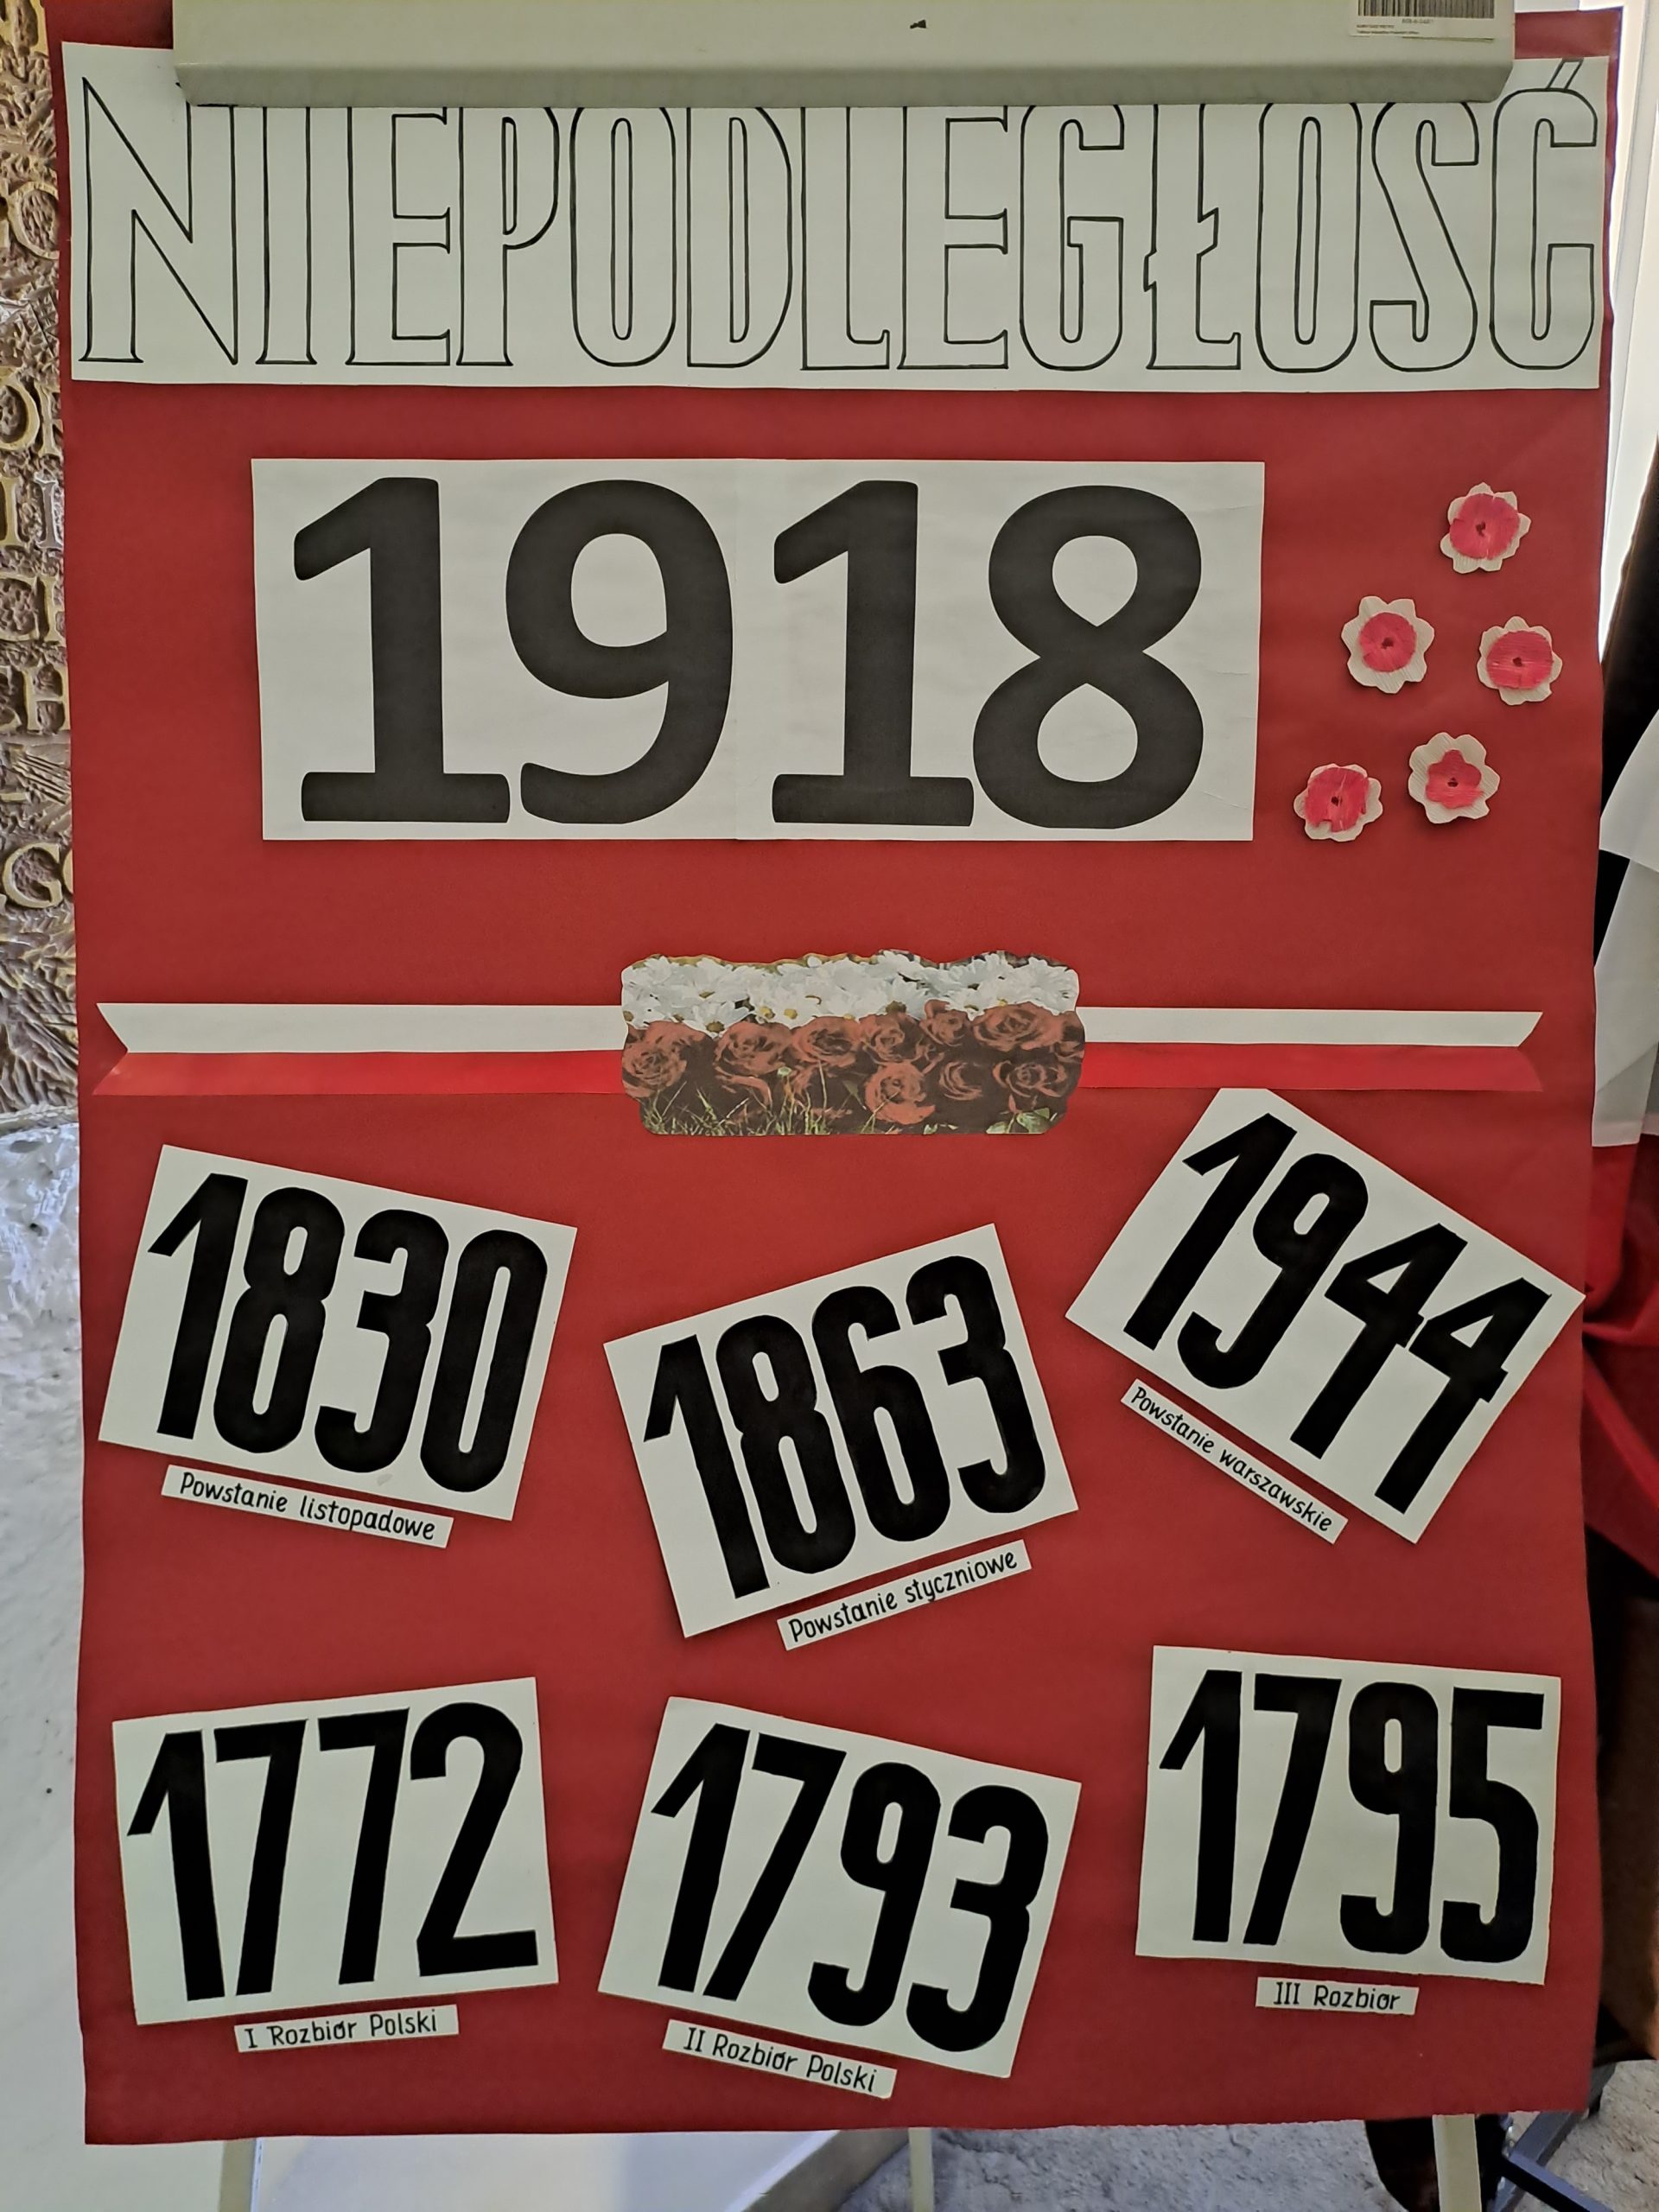 NIEPODLEGŁOŚĆ
1918
1830
Powstanie listopadowe
1863
Powstanie styczniowe
1944
Powstanie warszawskie
1772
I Rozbiór Polski
1793
II Rozbiór Polski
1795
III Rozbiór